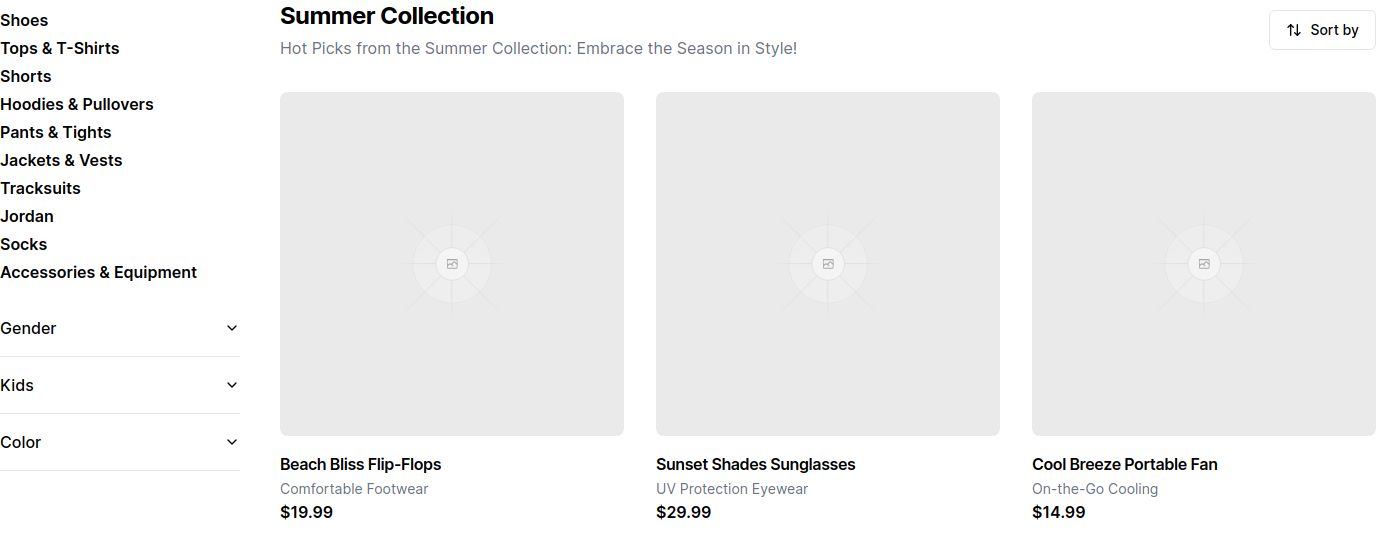 Shoes
Tops & T-Shirts
Shorts
Hoodies & Pullovers
Pants & Tights
Jackets & Vests
Tracksuits
Jordan
Socks
Accessories & Equipment
Gender
Kids
Color
Summer Collection
Hot Picks from the Summer Collection: Embrace the Season in Style!
Sort by
Beach Bliss Flip-Flops
Comfortable Footwear
$19.99
Sunset Shades Sunglasses
UV Protection Eyewear
$29.99
Cool Breeze Portable Fan
On-the-Go Cooling
$14.99